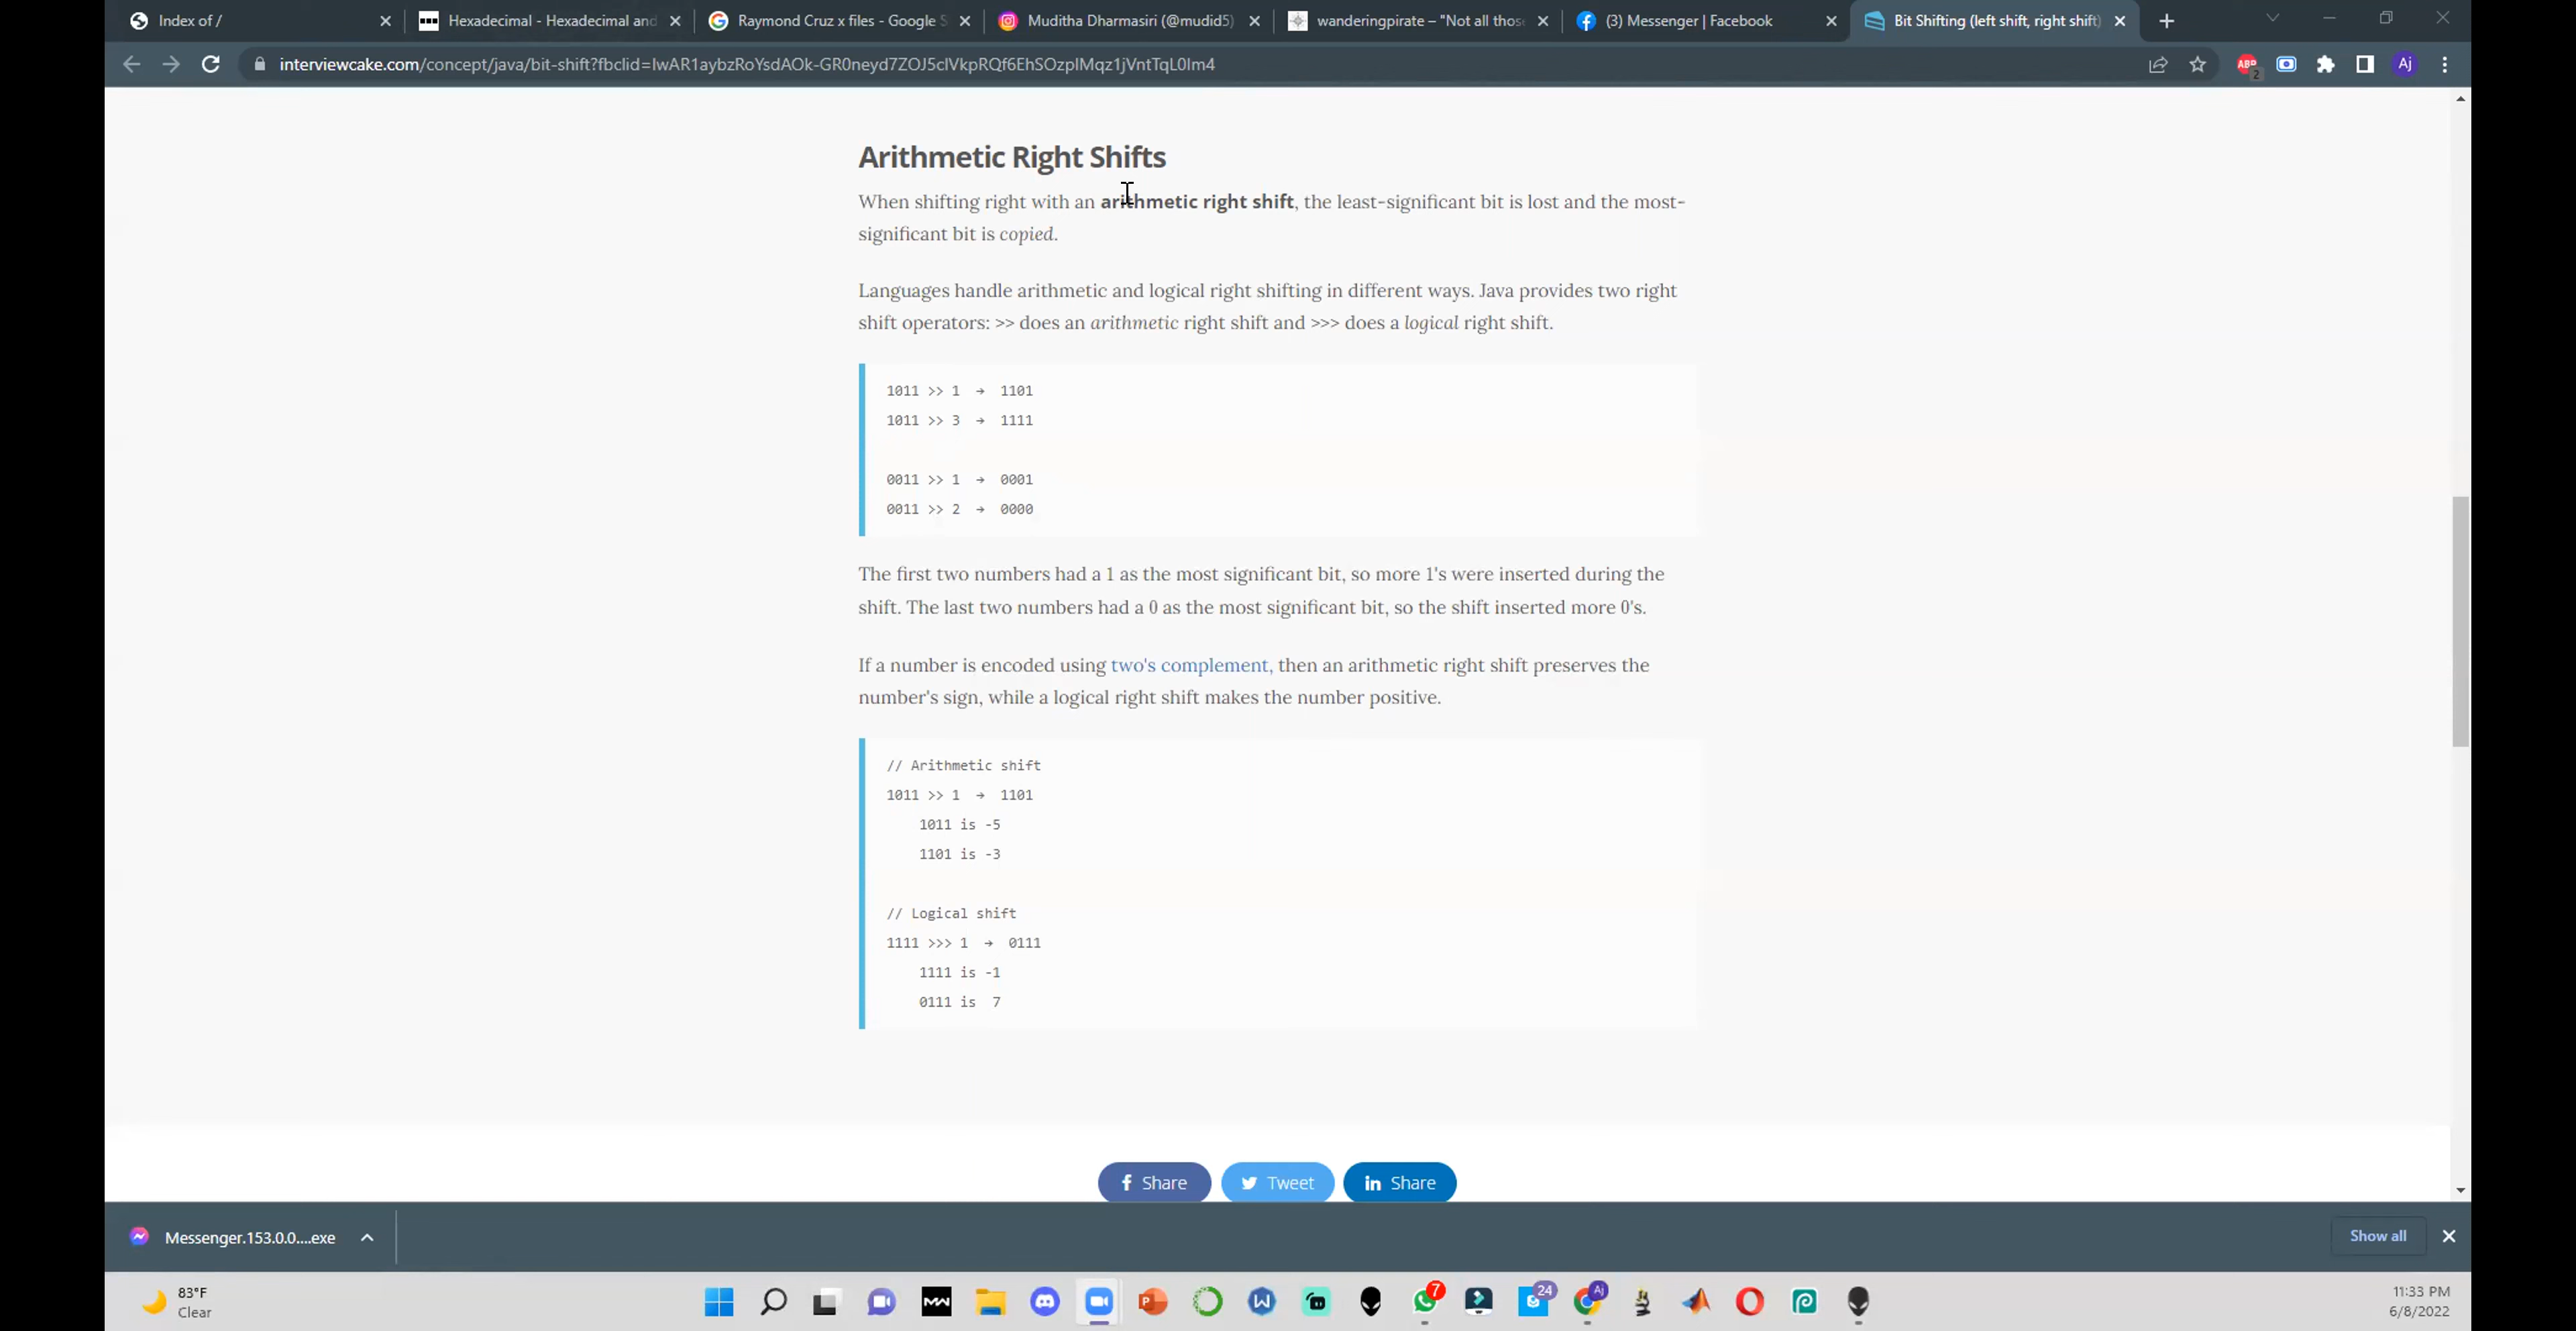 Index of /
Hexadecimal - Hexadecimal and
Raymond Cruz x files - Google S
Muditha Dharmasiri (@mudid5)
wanderingpirate – "Not all thos
(3) Messenger | Facebook
Bit Shifting (left shift, right shift)
interviewcake.com/concept/java/bit-shift?fbclid=IwAR1aybzRoYsdAOk-GR0neyd7ZOJ5clVkpRQf6EhSOzpIMqz1jVntTqL0Im4
ABP
2
Aj
Arithmetic Right Shifts
When shifting right with an arithmetic right shift, the least-significant bit is lost and the most-
significant bit is copied.
Languages handle arithmetic and logical right shifting in different ways. Java provides two right
shift operators: >> does an arithmetic right shift and >>> does a logical right shift.
1011 >> 1 → 1101
1011 >> 3 → 1111
0011 >> 1 → 0001
0011 >> 2 → 0000
The first two numbers had a 1 as the most significant bit, so more 1's were inserted during the
shift. The last two numbers had a 0 as the most significant bit, so the shift inserted more 0's.
If a number is encoded using two's complement, then an arithmetic right shift preserves the
number's sign, while a logical right shift makes the number positive.
// Arithmetic shift
1011 >> 1 → 1101
1011 is -5
1101 is -3
// Logical shift
1111 >>> 1 → 0111
1111 is -1
0111 is 7
Share
Tweet
in Share
Messenger.153.0.0....exe
Show all
83°F
Clear
MW
P
W
7
24
Aj
11:33 PM
6/8/2022